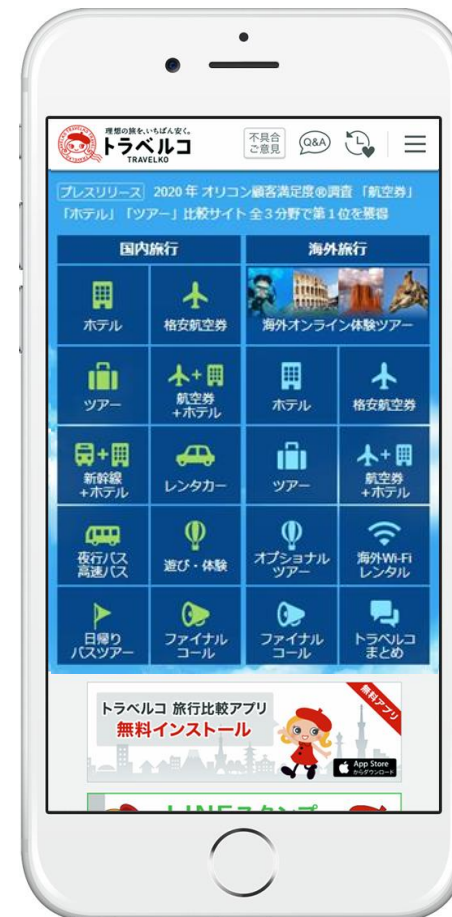 理想の旅を、いちばん安く。
トラベルコ
TRAVELKO
不具合
ご意見
Q&A
プレスリリース 2020 年 オリコン顧客満足度®調査 「航空券」
「ホテル」「ツアー」比較サイト 全3分野で第1位を獲得
国内旅行
海外旅行
ホテル
格安航空券
海外オンライン体験ツアー
ツアー
航空券
+ホテル
ホテル
格安航空券
新幹線
+ホテル
レンタカー
ツアー
航空券
+ホテル
夜行バス
高速バス
遊び・体験
オプショナル
ツアー
海外Wi-Fi
レンタル
日帰り
バスツアー
ファイナル
コール
ファイナル
コール
トラベルコ
まとめ
トラベルコ 旅行比較アプリ
無料インストール
無料アプリ
App Store
からダウンロード
LINEスタンプ